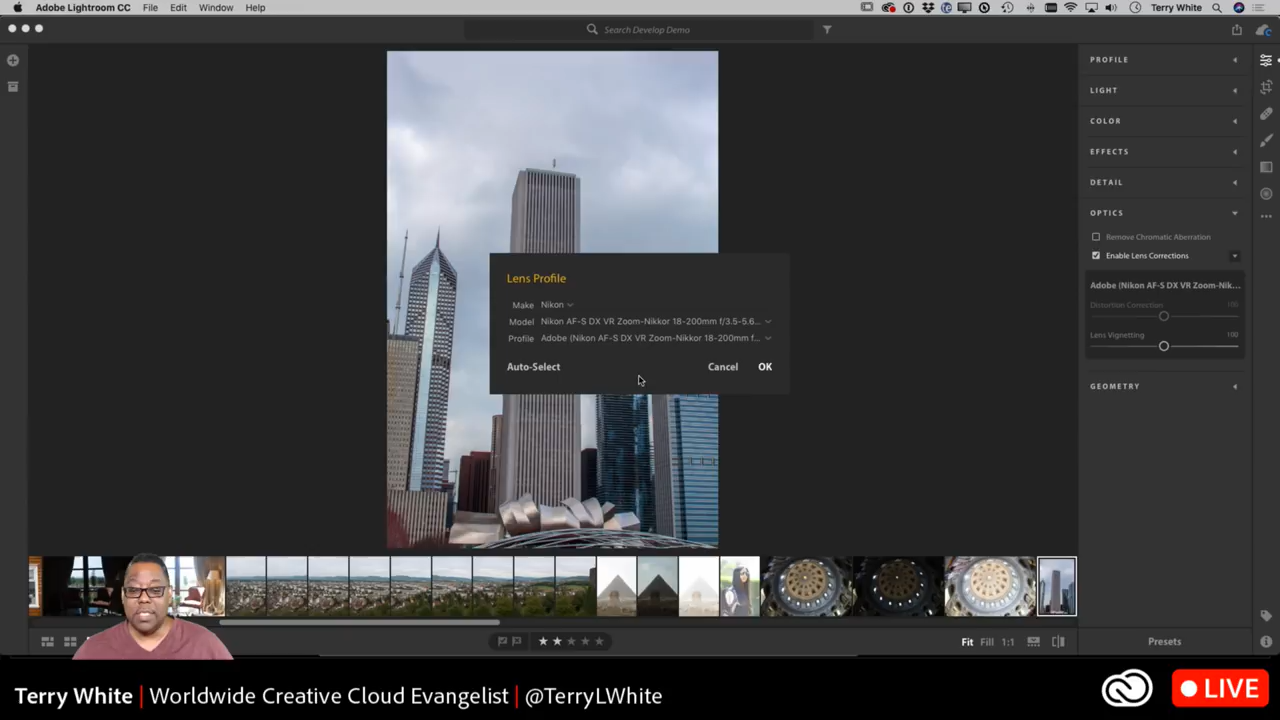 Adobe Lightroom CC File Edit Window Help
Terry White
Search Develop Demo
PROFILE
LIGHT
COLOR
EFFECTS
DETAIL
OPTICS
Remove Chromatic Aberration
Enable Lens Corrections
Adobe (Nikon AF-S DX VR Zoom-Nik...
Distortion Correction 100
Lens Vignetting 100
GEOMETRY
Lens Profile
Make Nikon
Model Nikon AF-S DX VR Zoom-Nikkor 18-200mm f/3.5-5.6...
Profile Adobe (Nikon AF-S DX VR Zoom-Nikkor 18-200mm f...
Auto-Select Cancel OK
Fit Fill 1:1
Presets
Terry White | Worldwide Creative Cloud Evangelist | @TerryLWhite
LIVE